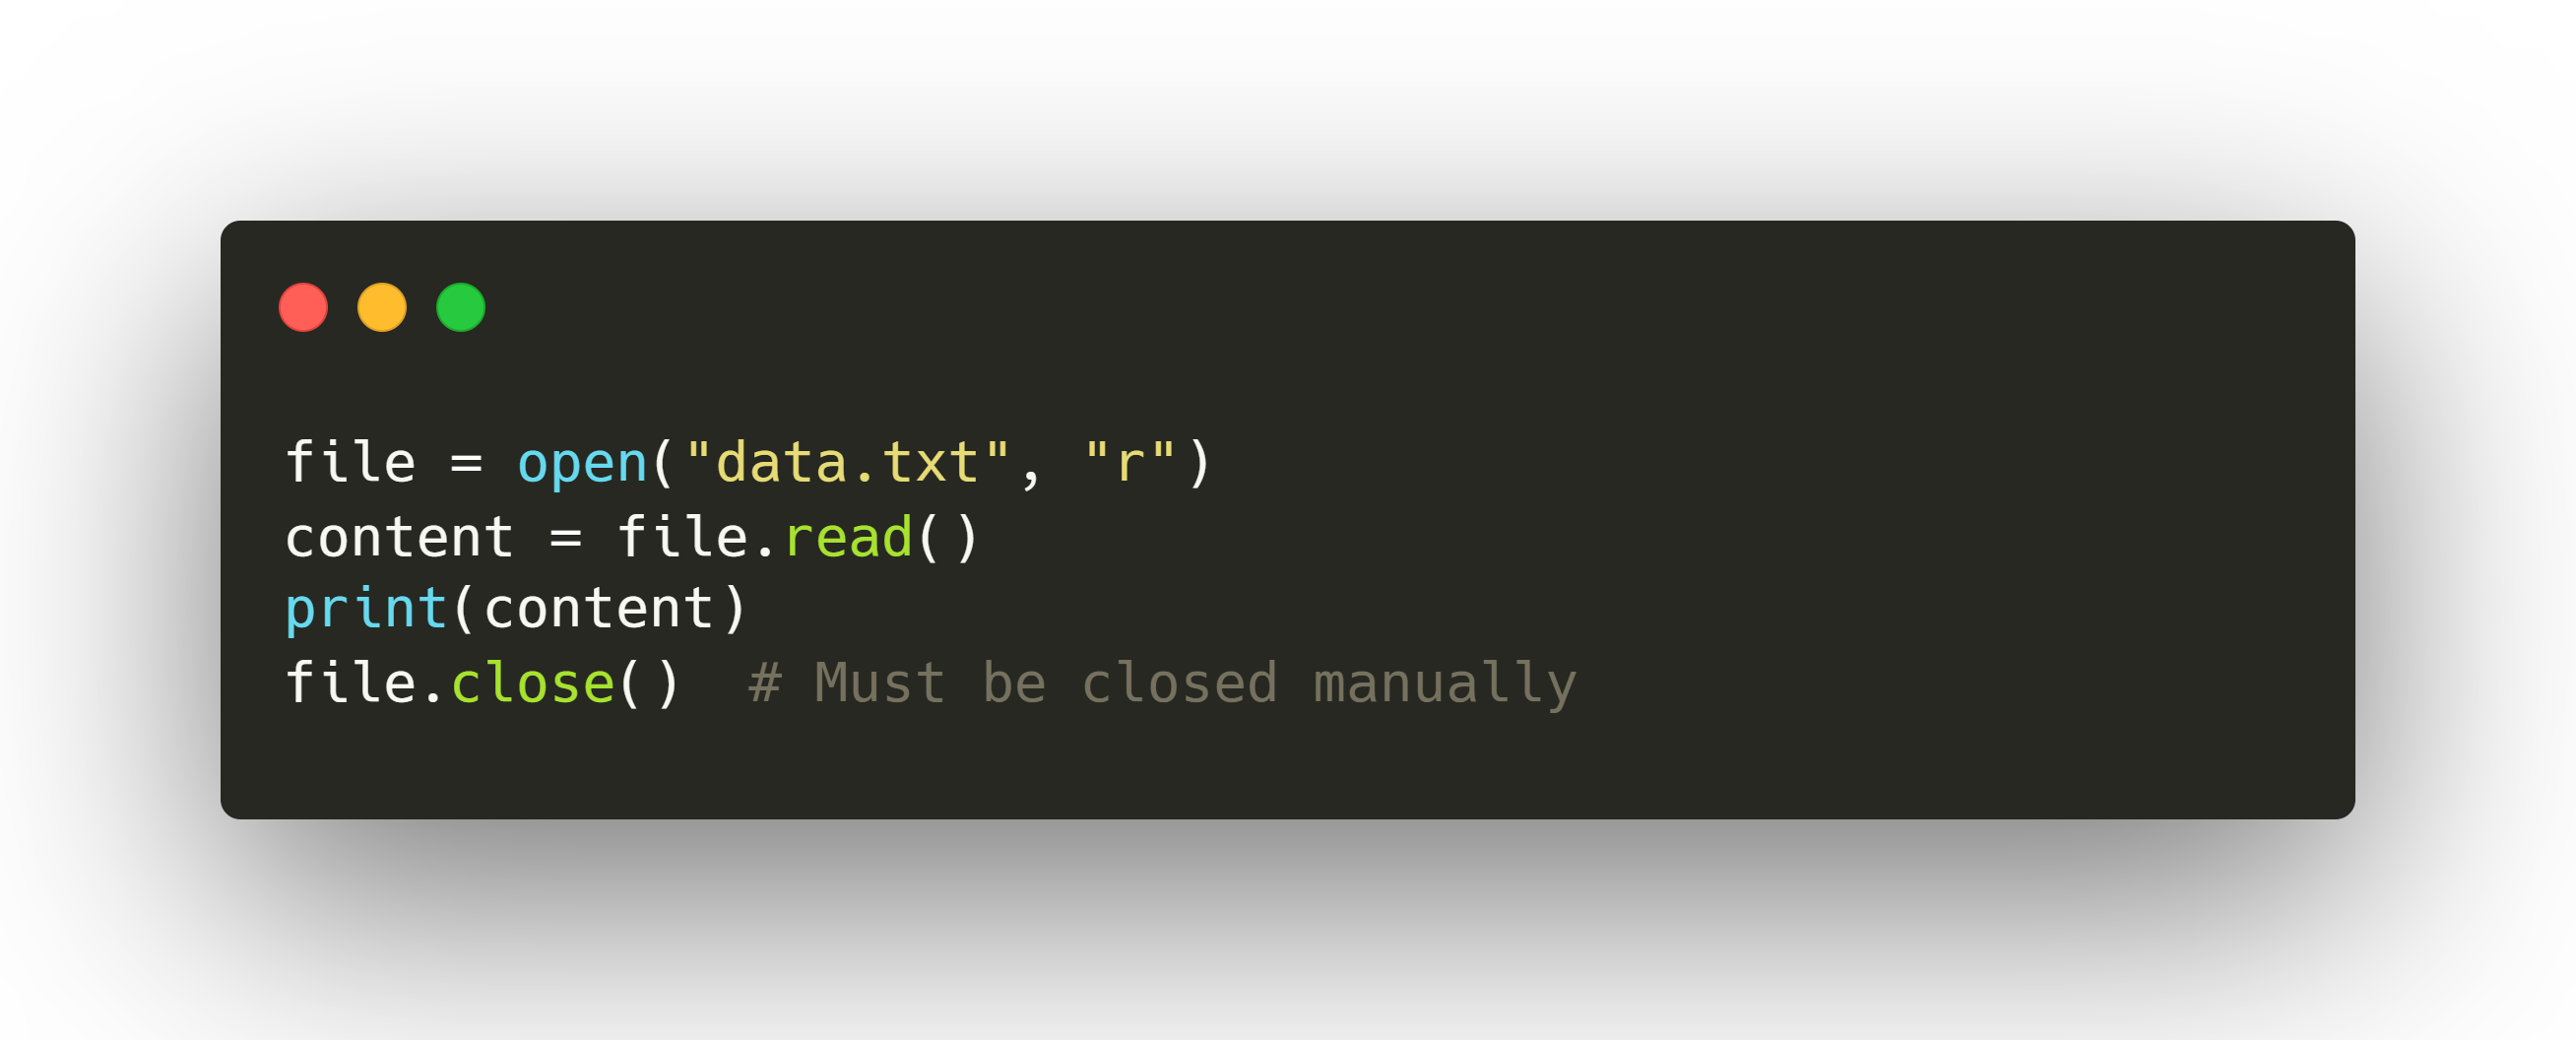 file = open("data.txt", "r")
content = file.read()
print(content)
file.close()  # Must be closed manually